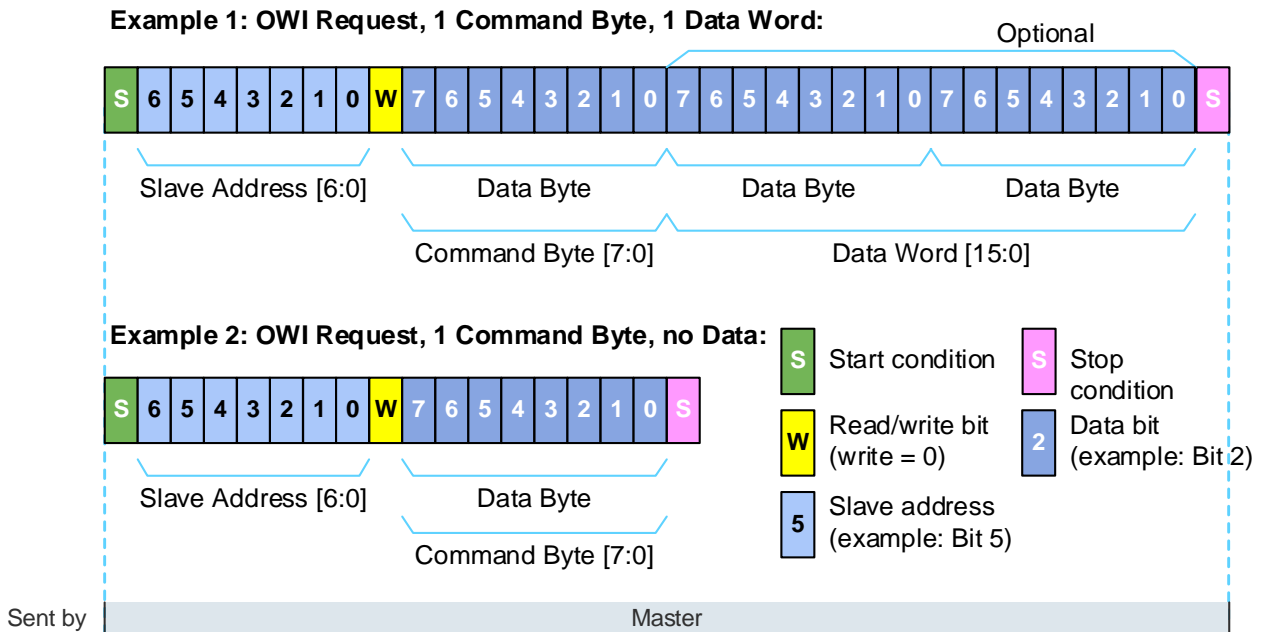 Example 1: OWI Request, 1 Command Byte, 1 Data Word:
Optional
S 6 5 4 3 2 1 0 W 7 6 5 4 3 2 1 0 7 6 5 4 3 2 1 0 7 6 5 4 3 2 1 0 S
Slave Address [6:0] Data Byte Data Byte Data Byte
Command Byte [7:0] Data Word [15:0]
Example 2: OWI Request, 1 Command Byte, no Data:
S 6 5 4 3 2 1 0 W 7 6 5 4 3 2 1 0 S
Slave Address [6:0] Data Byte
Command Byte [7:0]
S Start condition
S Stop
condition
W Read/write bit
(write = 0)
2 Data bit
(example: Bit 2)
5 Slave address
(example: Bit 5)
Sent by Master